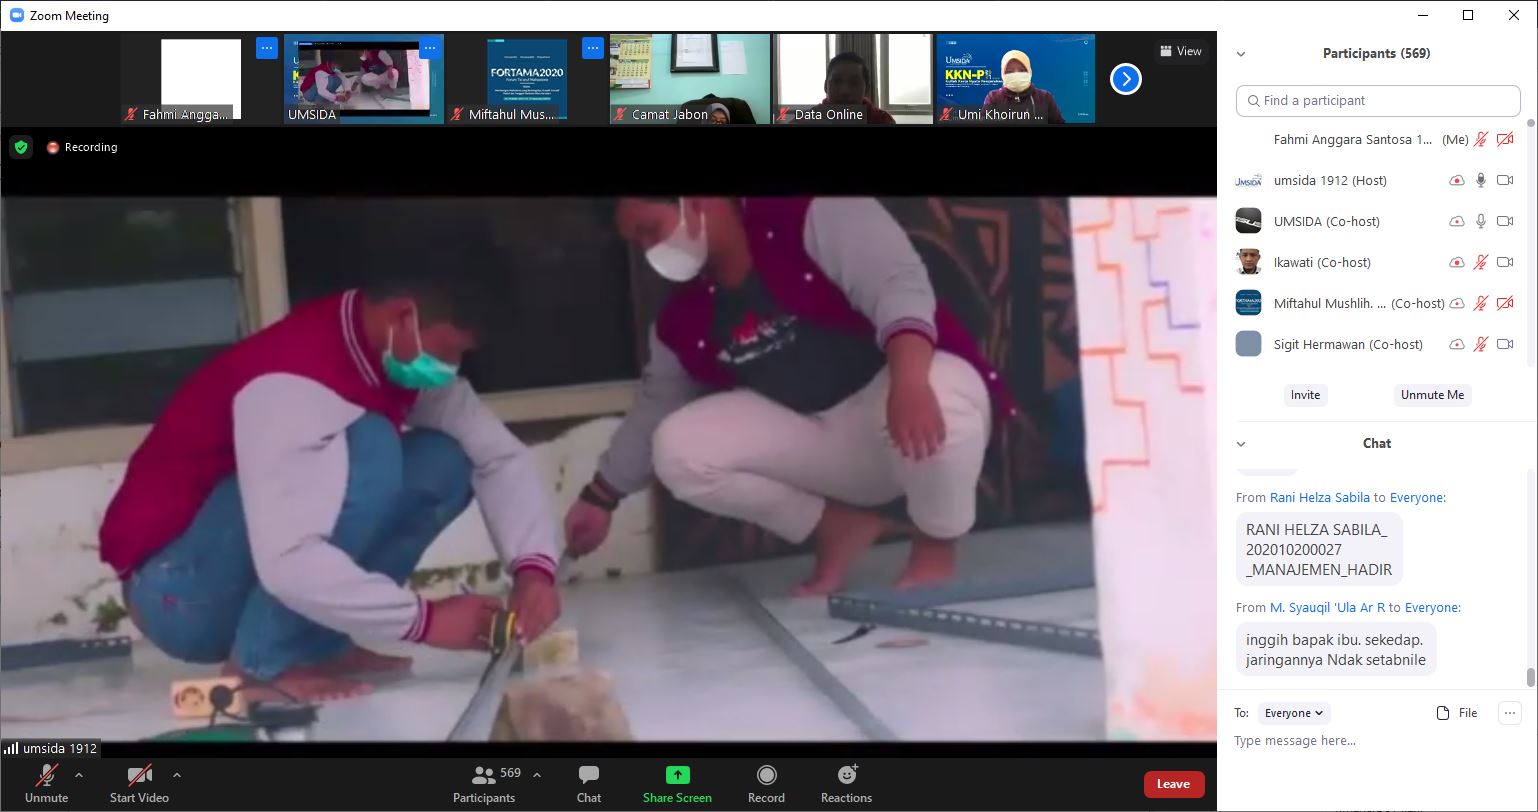 Zoom Meeting
Fahmi Angga...
UMSIDA
FORTAMA2020
Miftahul Mus...
Camat Jabon
Data Online
UMSIDA
KKN-P
Umi Khoirun ...
View
Recording
umsida 1912
Unmute
Start Video
569
Participants
Chat
Share Screen
Record
Reactions
Leave
Participants (569)
Find a participant
Fahmi Anggara Santosa 1... (Me)
UMSIDA
umsida 1912 (Host)
UMSIDA (Co-host)
Ikawati (Co-host)
Miftahul Mushlih. ... (Co-host)
Sigit Hermawan (Co-host)
Invite
Unmute Me
Chat
From Rani Helza Sabila to Everyone:
RANI HELZA SABILA_
202010200027
_MANAJEMEN_HADIR
From M. Syauqil 'Ula Ar R to Everyone:
inggih bapak ibu. sekedap.
jaringannya Ndak setabnile
To: Everyone
File
Type message here...